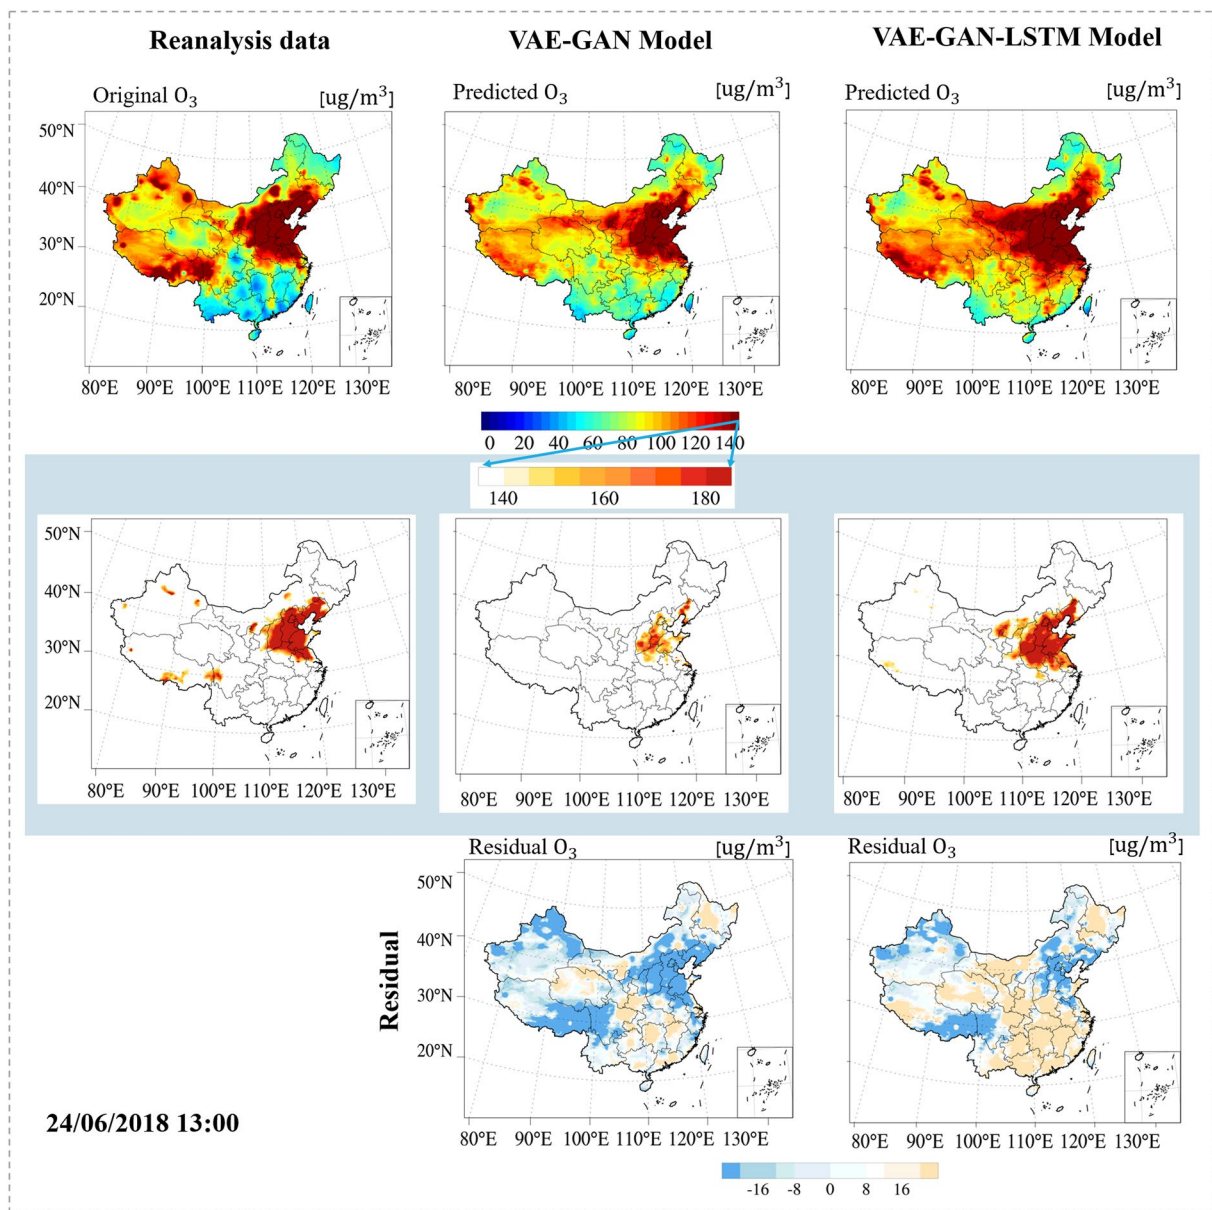 Reanalysis data VAE-GAN Model VAE-GAN-LSTM Model
Original O₃ [ug/m³] Predicted O₃ [ug/m³] Predicted O₃ [ug/m³]
50°N
40°N
30°N
20°N
80°E 90°E 100°E 110°E 120°E 130°E 80°E 90°E 100°E 110°E 120°E 130°E 80°E 90°E 100°E 110°E 120°E 130°E
0 20 40 60 80 100 120 140
140 160 180
50°N
40°N
30°N
20°N
80°E 90°E 100°E 110°E 120°E 130°E 80°E 90°E 100°E 110°E 120°E 130°E 80°E 90°E 100°E 110°E 120°E 130°E
Residual O₃ [ug/m³] Residual O₃ [ug/m³]
50°N
40°N
30°N
20°N
Residual
24/06/2018 13:00
80°E 90°E 100°E 110°E 120°E 130°E 80°E 90°E 100°E 110°E 120°E 130°E
-16 -8 0 8 16